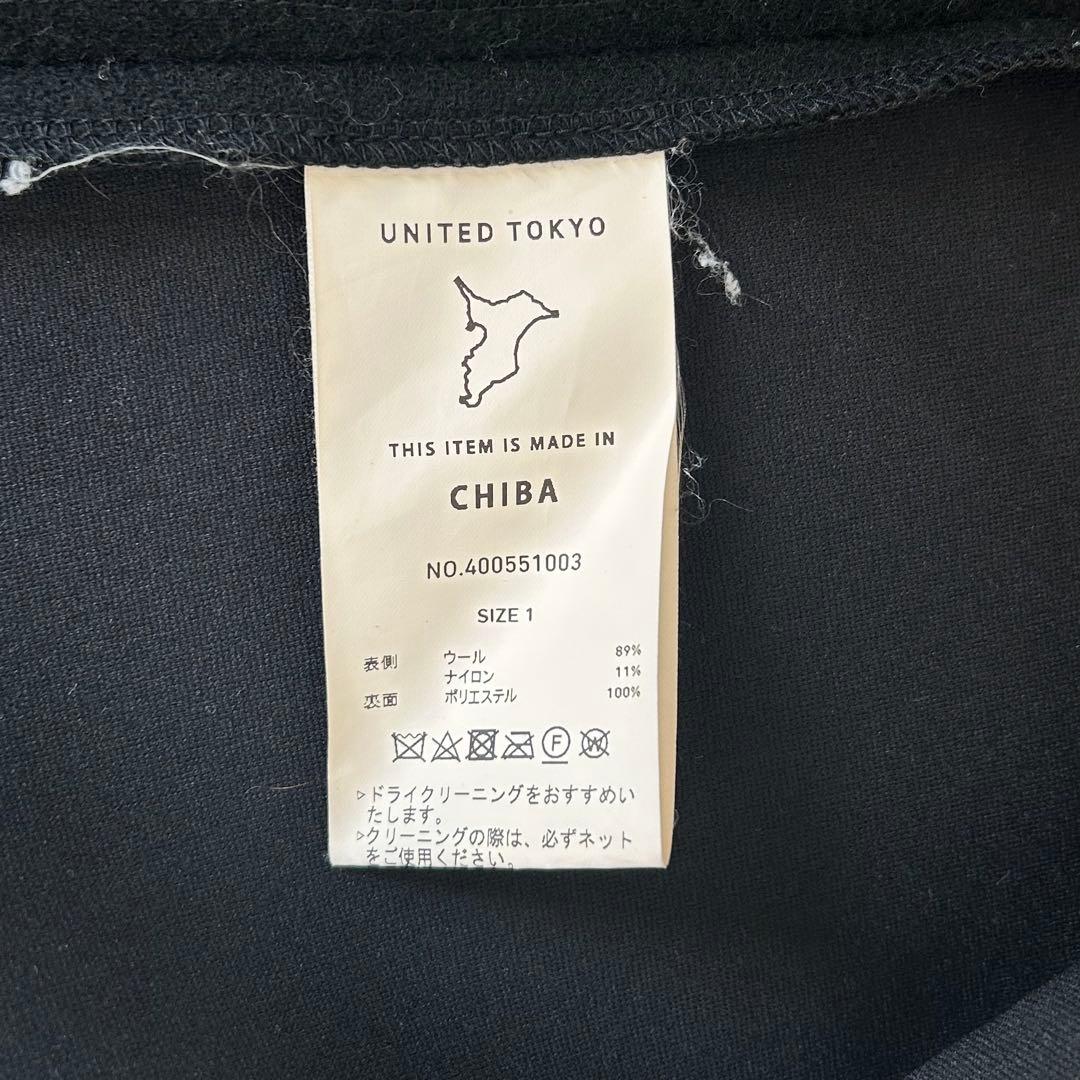 UNITED TOKYO
THIS ITEM IS MADE IN
CHIBA
NO.400551003
SIZE 1
表側 ウール 89%
ナイロン 11%
裏面 ポリエステル 100%
F W
▷ドライクリーニングをおすすめい
たします。
▷クリーニングの際は、必ずネット
をご使用ください。